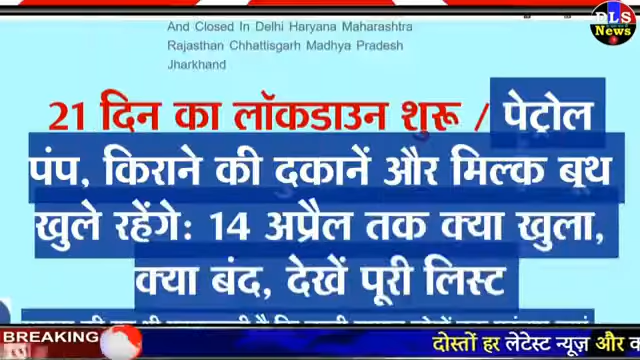 DLS
News
And Closed In Delhi Haryana Maharashtra
Rajasthan Chhattisgarh Madhya Pradesh
Jharkhand
21 दिन का लॉकडाउन शुरू / पेट्रोल
पंप, किराने की दुकानें और मिल्क बूथ
खुले रहेंगे: 14 अप्रैल तक क्या खुला,
क्या बंद, देखें पूरी लिस्ट
BREAKING
दोस्तों हर लेटेस्ट न्यूज़ और